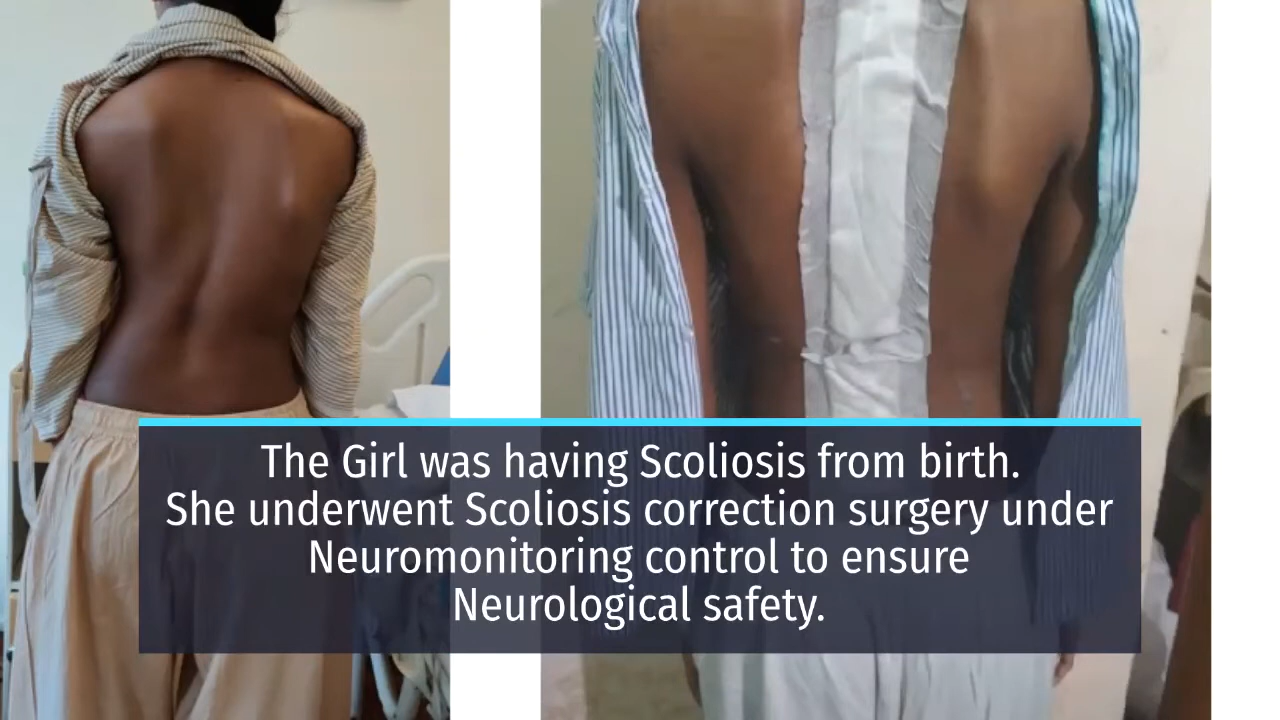 The Girl was having Scoliosis from birth.
She underwent Scoliosis correction surgery under
Neuromonitoring control to ensure
Neurological safety.